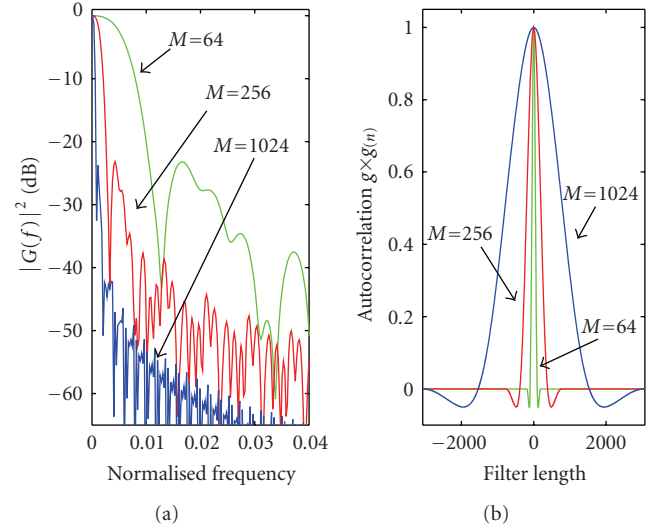 0
−10
−20
−30
−40
−50
−60
|G(f)|² (dB)
M=64
M=256
M=1024
0
0.01
0.02
0.03
0.04
Normalised frequency
(a)
1
0.8
0.6
0.4
0.2
0
Autocorrelation g×g(n)
M=1024
M=256
M=64
−2000
0
2000
Filter length
(b)